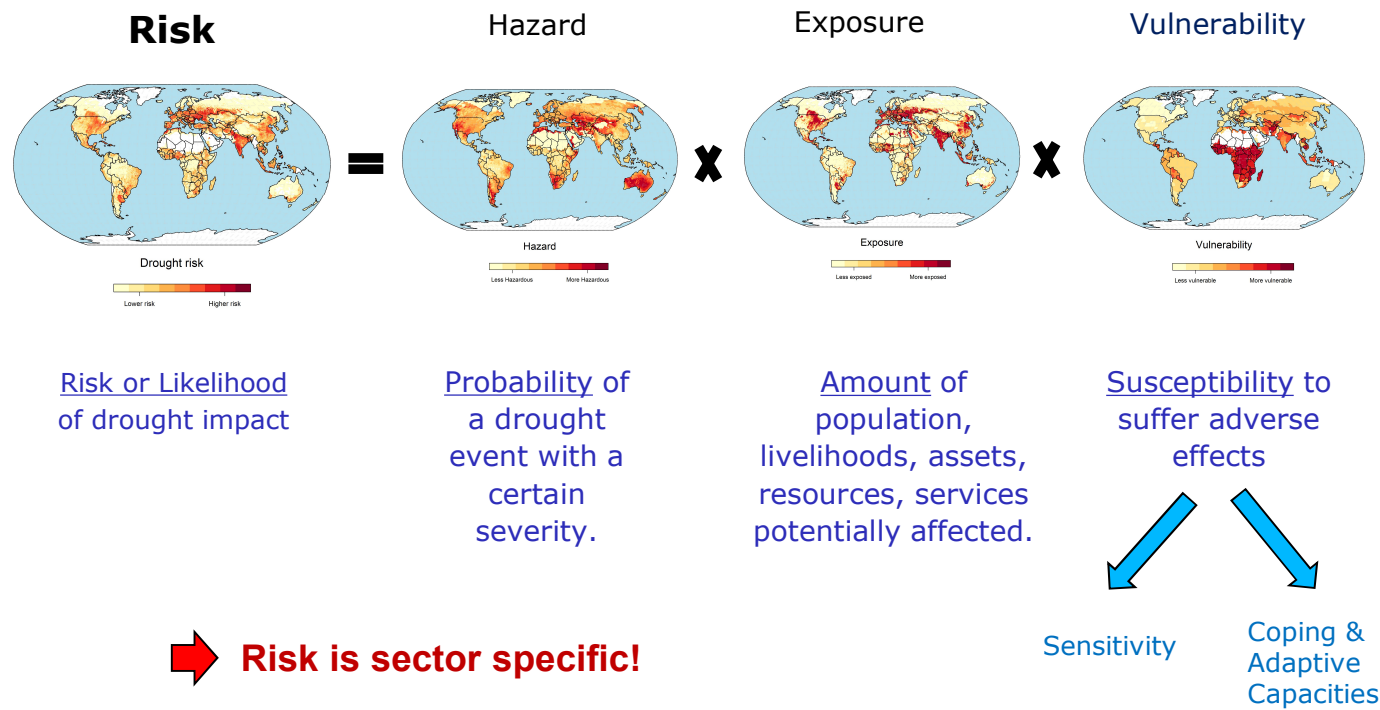 Risk
Hazard
Exposure
Vulnerability
Drought risk
Lower risk
Higher risk
Hazard
Less Hazardous
More Hazardous
Exposure
Less exposed
More exposed
Vulnerability
Less vulnerable
More vulnerable
Risk or Likelihood
of drought impact
Probability of
a drought
event with a
certain
severity.
Amount of
population,
livelihoods, assets,
resources, services
potentially affected.
Susceptibility to
suffer adverse
effects
Sensitivity
Coping &
Adaptive
Capacities
Risk is sector specific!